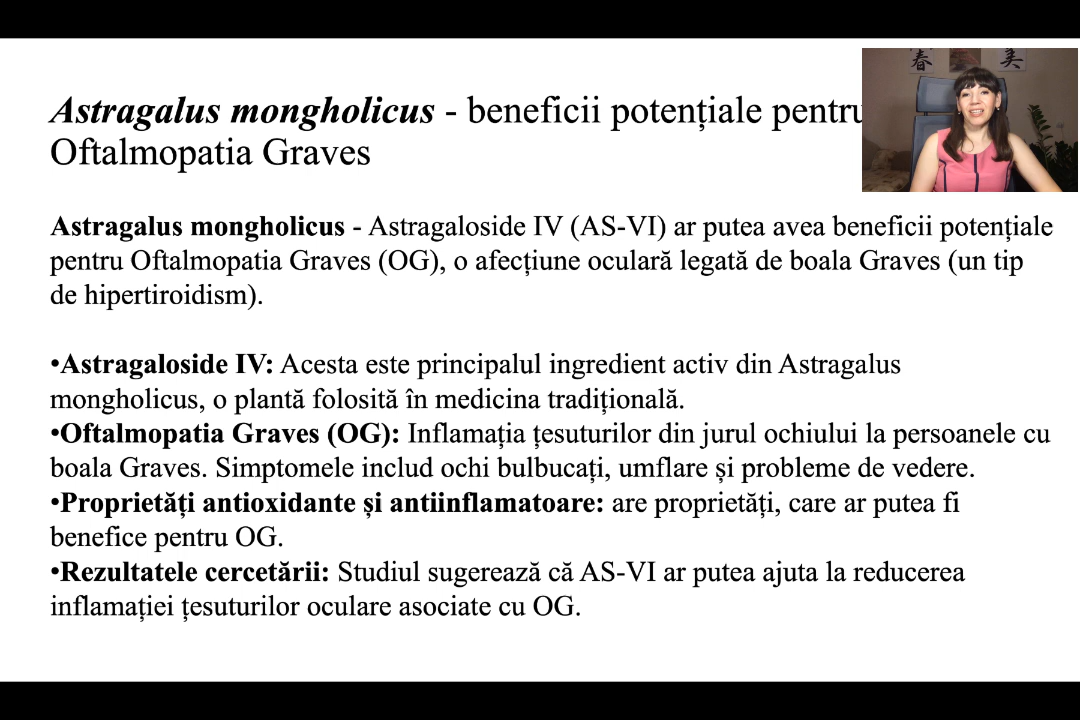 Astragalus mongholicus - beneficii potențiale pentru
Oftalmopatia Graves
春 美
Astragalus mongholicus - Astragaloside IV (AS-VI) ar putea avea beneficii potențiale
pentru Oftalmopatia Graves (OG), o afecțiune oculară legată de boala Graves (un tip
de hipertiroidism).
•Astragaloside IV: Acesta este principalul ingredient activ din Astragalus
mongholicus, o plantă folosită în medicina tradițională.
•Oftalmopatia Graves (OG): Inflamația țesuturilor din jurul ochiului la persoanele cu
boala Graves. Simptomele includ ochi bulbucați, umflare și probleme de vedere.
•Proprietăți antioxidante și antiinflamatoare: are proprietăți, care ar putea fi
benefice pentru OG.
•Rezultatele cercetării: Studiul sugerează că AS-VI ar putea ajuta la reducerea
inflamației țesuturilor oculare asociate cu OG.